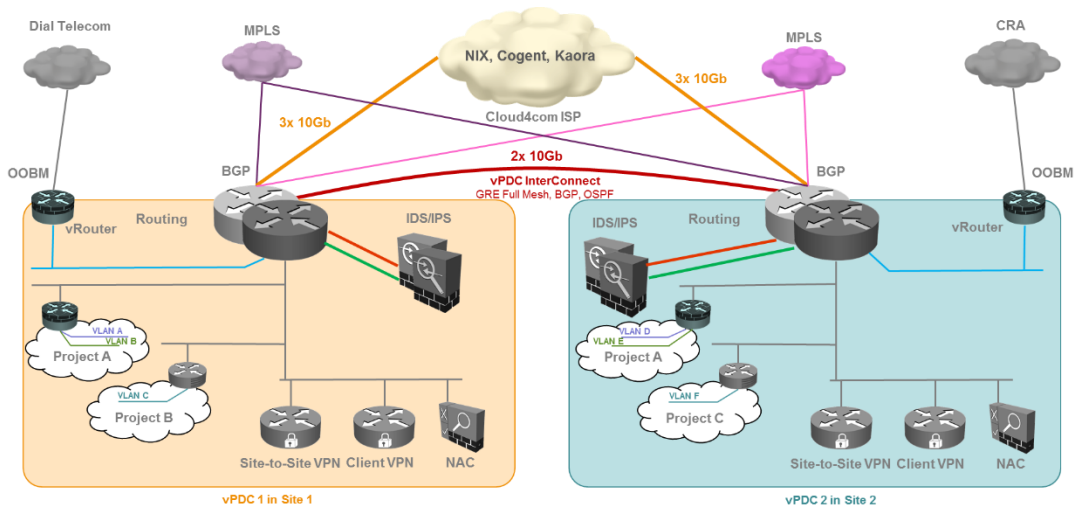 Dial Telecom
MPLS
NIX, Cogent, Kaora
MPLS
CRA
3x 10Gb
3x 10Gb
Cloud4com ISP
2x 10Gb
OOBM
BGP
vPDC InterConnect
GRE Full Mesh, BGP, OSPF
BGP
OOBM
vRouter
Routing
IDS/IPS
IDS/IPS
Routing
vRouter
VLAN A
VLAN B
Project A
VLAN C
Project B
Site-to-Site VPN
Client VPN
NAC
vPDC 1 in Site 1
VLAN D
VLAN E
Project A
VLAN F
Project C
Site-to-Site VPN
Client VPN
NAC
vPDC 2 in Site 2